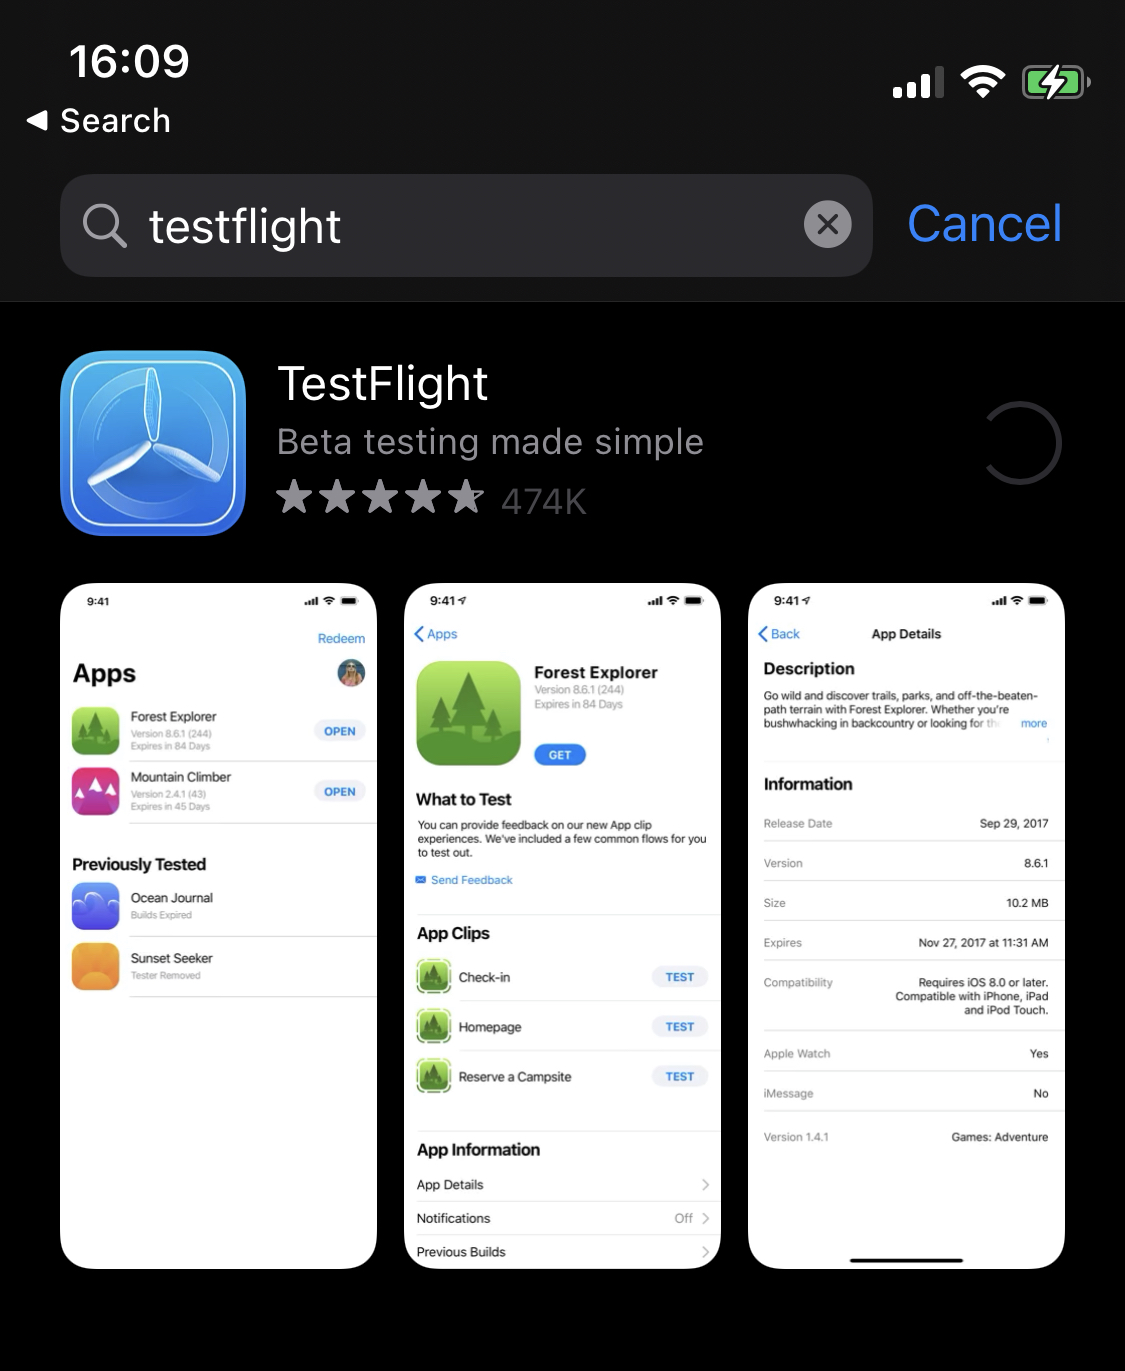 16:09
Search
testflight
Cancel
TestFlight
Beta testing made simple
474K
9:41
Redeem
Apps
Forest Explorer
Version 8.6.1 (244)
Expires in 84 Days
OPEN
Mountain Climber
Version 2.4.1 (43)
Expires in 45 Days
OPEN
Previously Tested
Ocean Journal
Builds Expired
Sunset Seeker
Tester Removed
9:41
Apps
Forest Explorer
Version 8.6.1 (244)
Expires in 84 Days
GET
What to Test
You can provide feedback on our new App clip
experiences. We've included a few common flows for you
to test out.
Send Feedback
App Clips
Check-in
TEST
Homepage
TEST
Reserve a Campsite
TEST
App Information
App Details
Notifications
Off
Previous Builds
9:41
Back
App Details
Description
Go wild and discover trails, parks, and off-the-beaten-
path terrain with Forest Explorer. Whether you're
bushwhacking in backcountry or looking for
more
Information
Release Date
Sep 29, 2017
Version
8.6.1
Size
10.2 MB
Expires
Nov 27, 2017 at 11:31 AM
Compatibility
Requires iOS 8.0 or later.
Compatible with iPhone, iPad
and iPod Touch.
Apple Watch
Yes
iMessage
No
Version 1.4.1
Games: Adventure